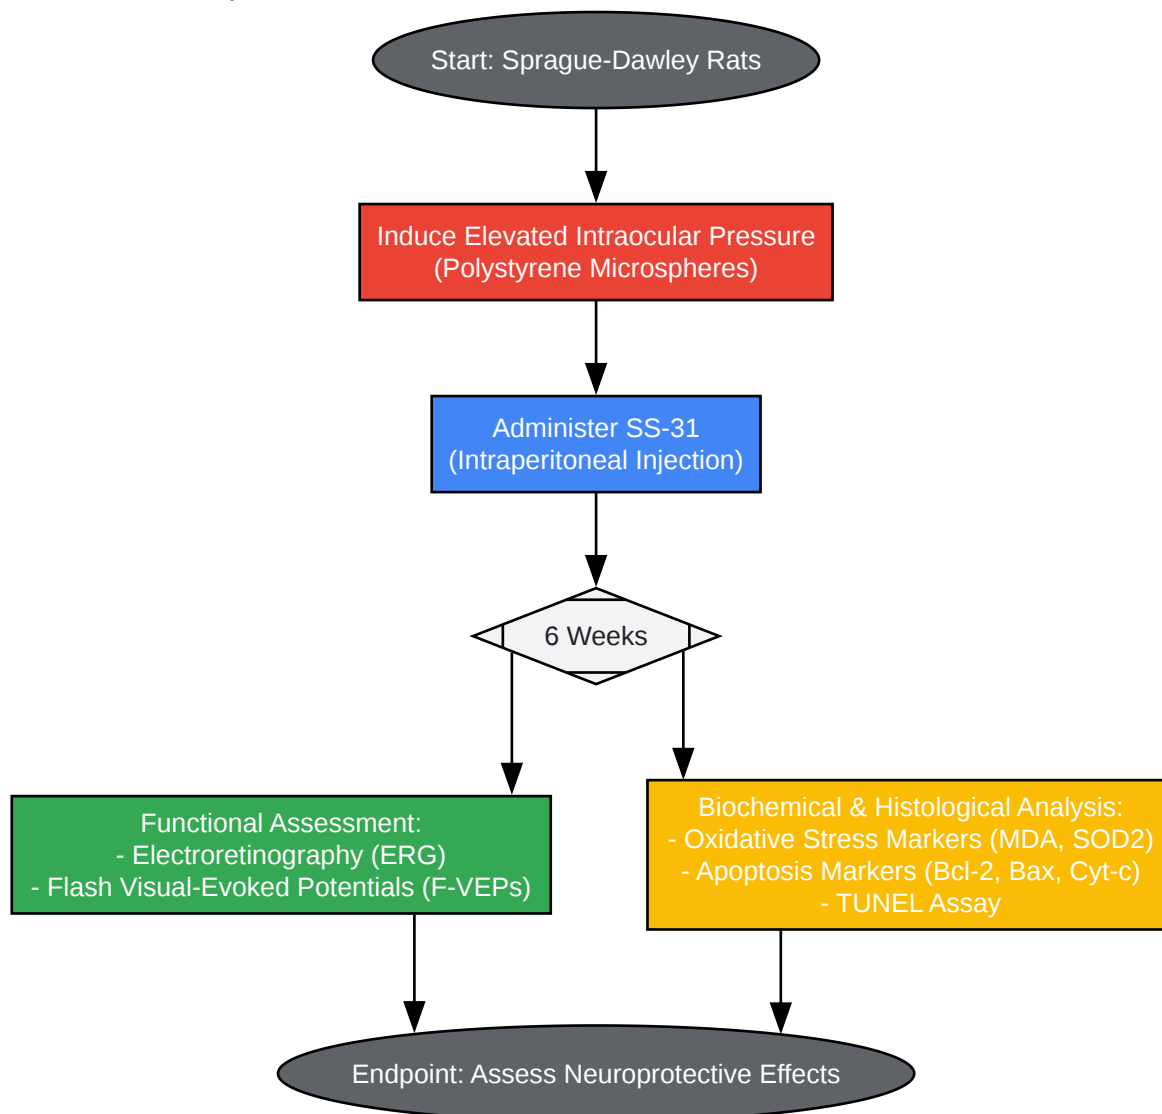 Start: Sprague-Dawley Rats
Induce Elevated Intraocular Pressure
(Polystyrene Microspheres)
Administer SS-31
(Intraperitoneal Injection)
6 Weeks
Functional Assessment:
- Electroretinography (ERG)
- Flash Visual-Evoked Potentials (F-VEPs)
Biochemical & Histological Analysis:
- Oxidative Stress Markers (MDA, SOD2)
- Apoptosis Markers (Bcl-2, Bax, Cyt-c)
- TUNEL Assay
Endpoint: Assess Neuroprotective Effects